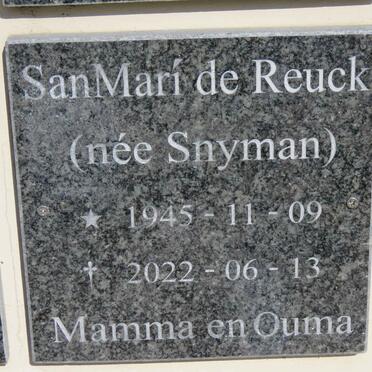 SanMarí de Reuck
(née Snyman)
★ 1945 - 11 - 09
† 2022 - 06 - 13
Mamma en Ouma